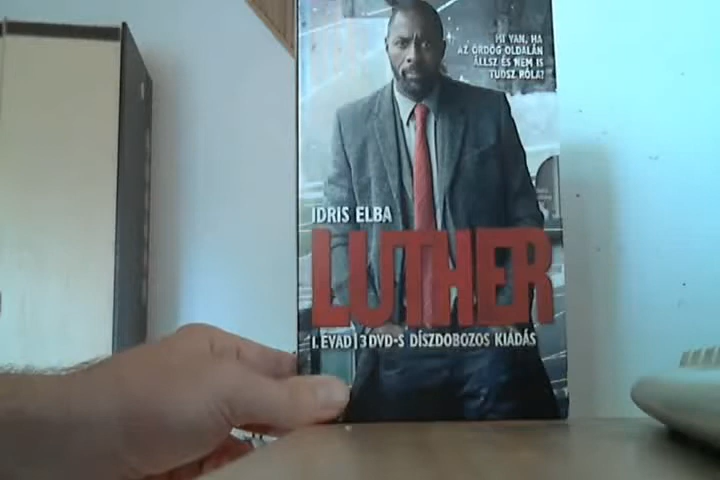 MI VAN, HA
AZ ÖRDÖG OLDALÁN
ÁLLSZ ÉS NEM IS
TUDSZ RÓLA?
IDRIS ELBA
LUTHER
1. ÉVAD | 3 DVD-S DÍSZDOBOZOS KIADÁS